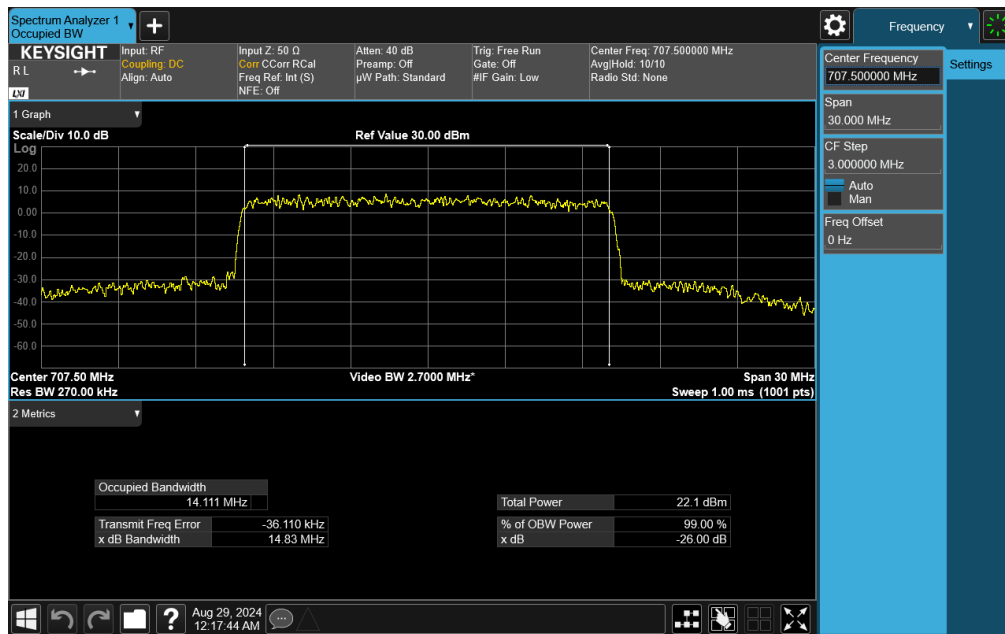 Spectrum Analyzer 1
Occupied BW
Frequency
KEYSIGHT
R L
LXI
Input: RF
Coupling: DC
Align: Auto
Input Z: 50 Ω
Corr CCorr RCal
Freq Ref: Int (S)
NFE: Off
Atten: 40 dB
Preamp: Off
µW Path: Standard
Trig: Free Run
Gate: Off
#IF Gain: Low
Center Freq: 707.500000 MHz
Avg|Hold: 10/10
Radio Std: None
Center Frequency
707.500000 MHz
Settings
Span
30.000 MHz
CF Step
3.000000 MHz
Auto
Man
Freq Offset
0 Hz
1 Graph
Scale/Div 10.0 dB
Ref Value 30.00 dBm
Log
20.0
10.0
0.00
-10.0
-20.0
-30.0
-40.0
-50.0
-60.0
Center 707.50 MHz
Video BW 2.7000 MHz*
Span 30 MHz
Res BW 270.00 kHz
Sweep 1.00 ms (1001 pts)
2 Metrics
Occupied Bandwidth
14.111 MHz
Total Power 22.1 dBm
Transmit Freq Error -36.110 kHz
% of OBW Power 99.00 %
x dB Bandwidth 14.83 MHz
x dB -26.00 dB
?
Aug 29, 2024
12:17:44 AM